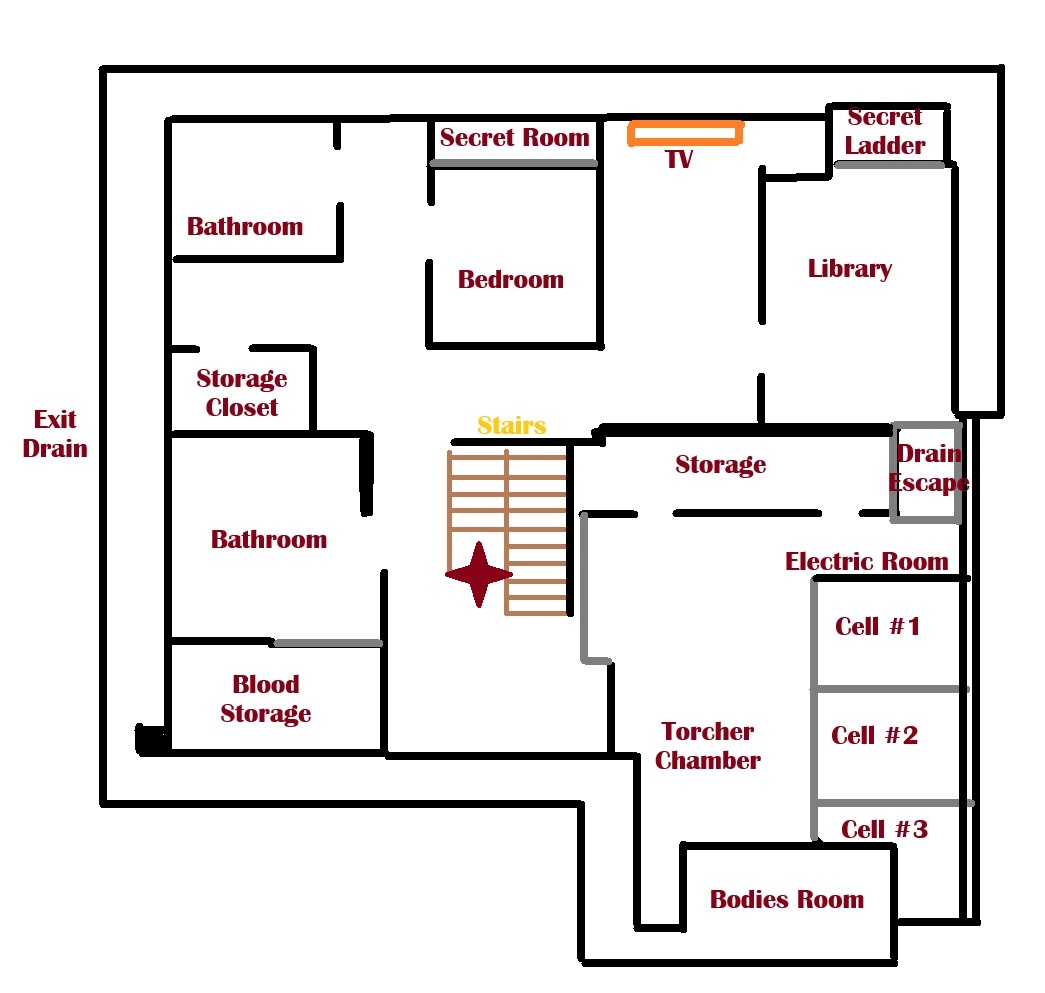 Secret Room
TV
Secret
Ladder
Bathroom
Bedroom
Library
Storage
Closet
Exit
Drain
Stairs
Storage
Drain
Escape
Bathroom
Electric Room
Cell #1
Blood
Storage
Torcher
Chamber
Cell #2
Cell #3
Bodies Room